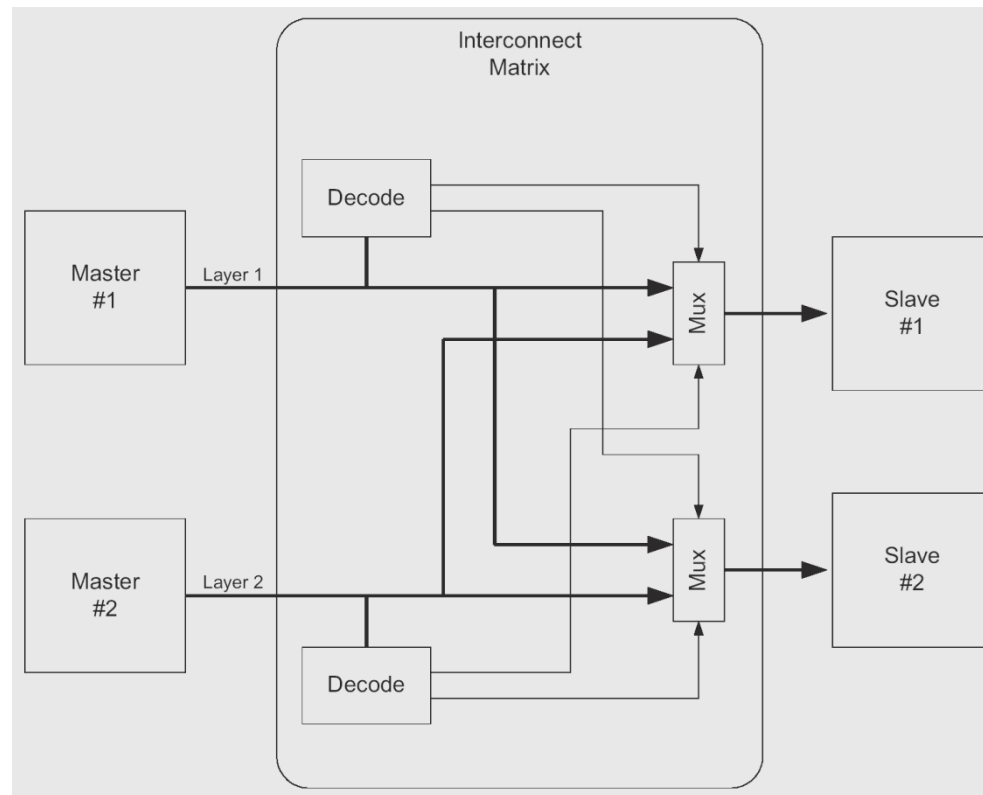 Interconnect
Matrix
Decode
Master
#1
Layer 1
Mux
Slave
#1
Master
#2
Layer 2
Mux
Slave
#2
Decode